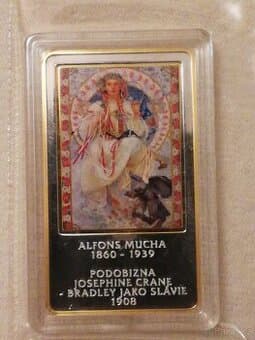 ALFONS MUCHA
1860 - 1939
PODOBIZNA
JOSEPHINE CRANE
- BRADLEY JAKO SLÁVIE
1908